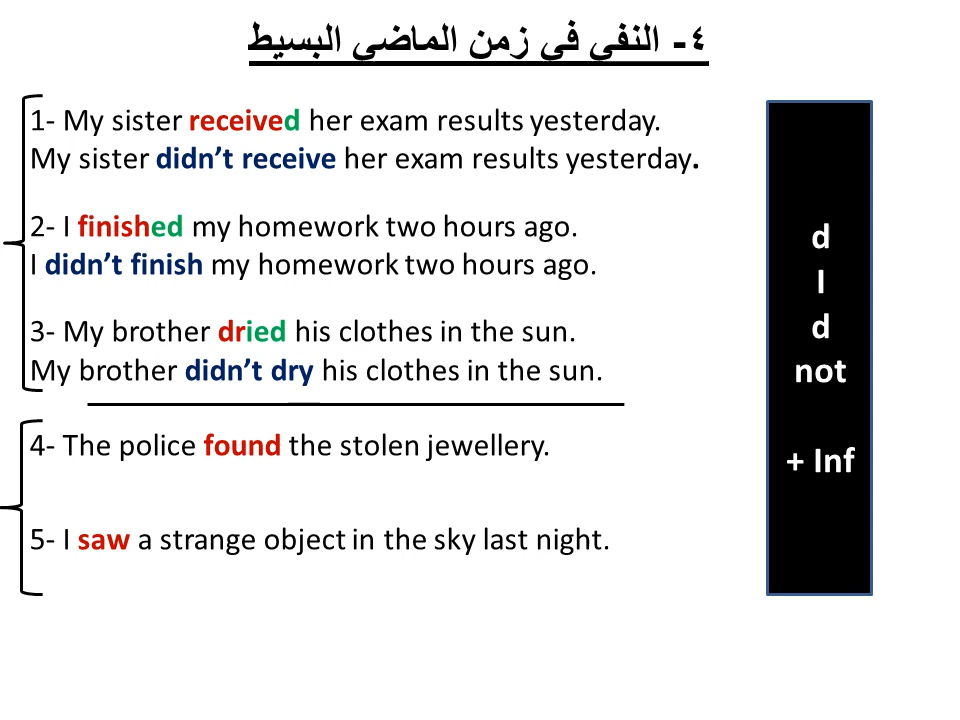 ٤- النفي في زمن الماضي البسيط
1- My sister received her exam results yesterday.
My sister didn’t receive her exam results yesterday.
2- I finished my homework two hours ago.
I didn’t finish my homework two hours ago.
3- My brother dried his clothes in the sun.
My brother didn’t dry his clothes in the sun.
4- The police found the stolen jewellery.
5- I saw a strange object in the sky last night.
d
I
d
not
+ Inf